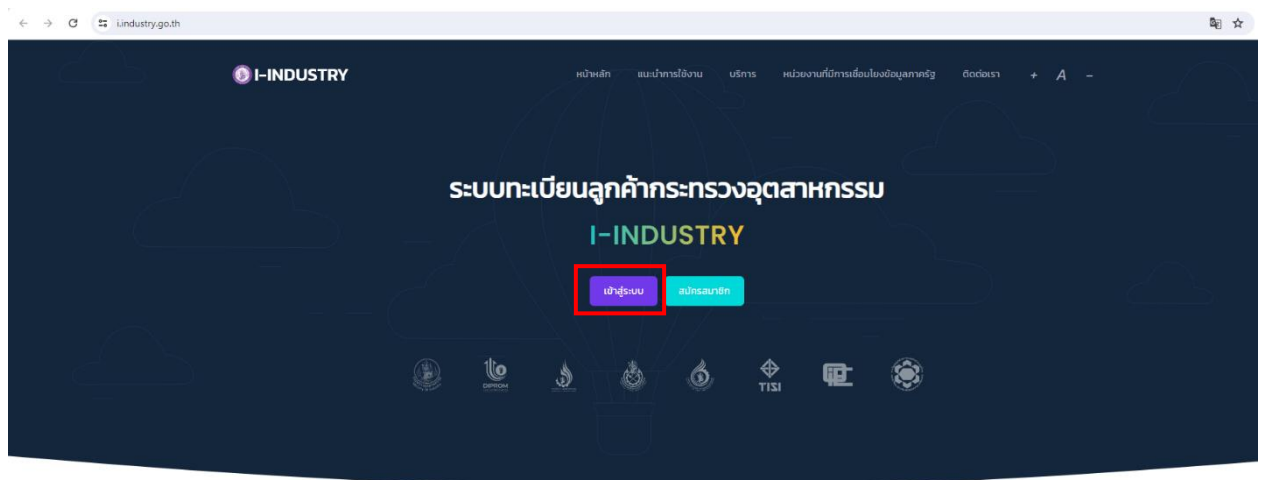 i.industry.go.th
I-INDUSTRY
หน้าหลัก แนะนำการใช้งาน บริการ หน่วยงานที่มีการเชื่อมโยงข้อมูลภาครัฐ ติดต่อเรา + A -
ระบบทะเบียนลูกค้ากระทรวงอุตสาหกรรม
I-INDUSTRY
เข้าสู่ระบบ สมัครสมาชิก
DIPROM
TISI